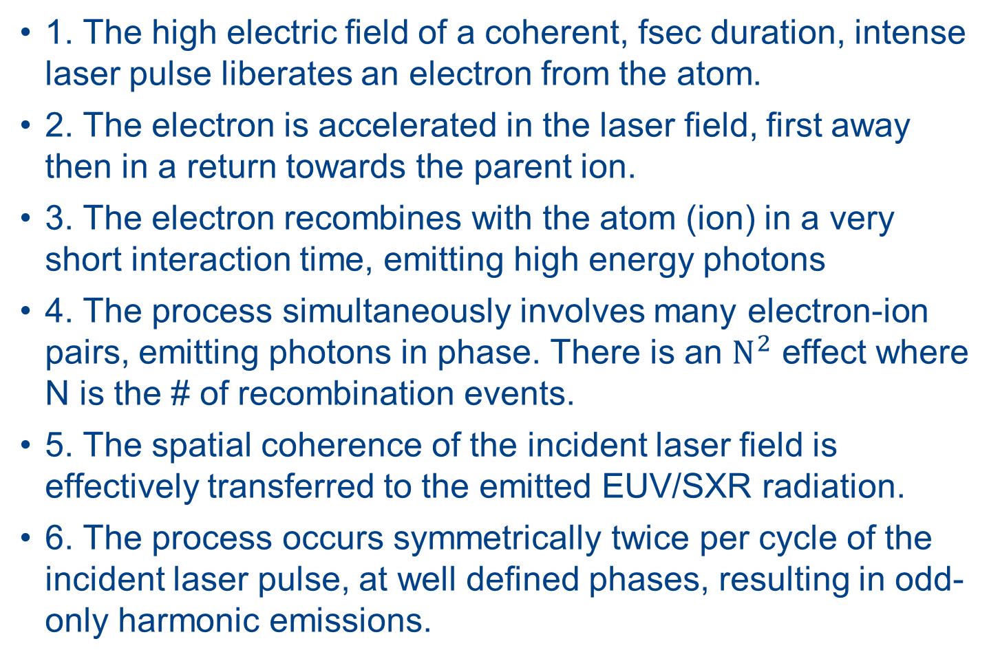 • 1. The high electric field of a coherent, fsec duration, intense
laser pulse liberates an electron from the atom.
• 2. The electron is accelerated in the laser field, first away
then in a return towards the parent ion.
• 3. The electron recombines with the atom (ion) in a very
short interaction time, emitting high energy photons
• 4. The process simultaneously involves many electron-ion
pairs, emitting photons in phase. There is an N² effect where
N is the # of recombination events.
• 5. The spatial coherence of the incident laser field is
effectively transferred to the emitted EUV/SXR radiation.
• 6. The process occurs symmetrically twice per cycle of the
incident laser pulse, at well defined phases, resulting in odd-
only harmonic emissions.